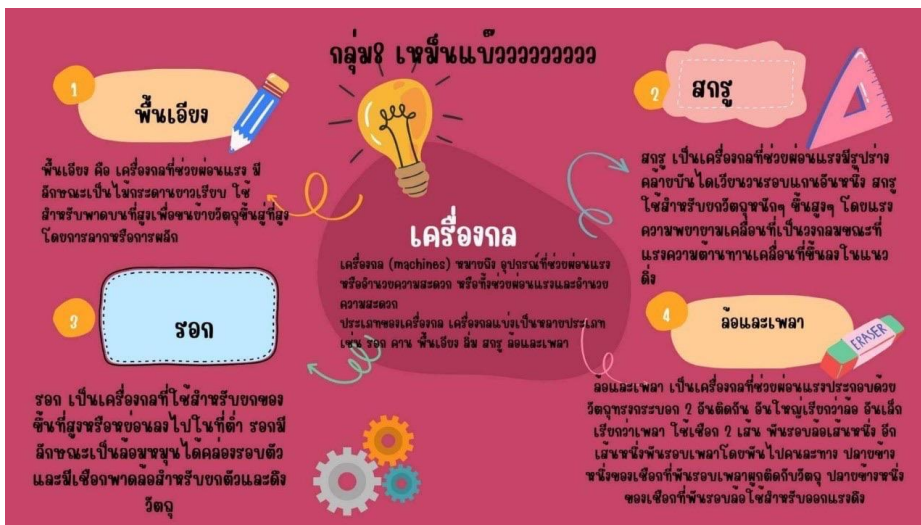 กลุ่ม8 เหม็นแบ๊วววววววววว
1
พื้นเอียง
พื้นเอียง คือ เครื่องกลที่ช่วยผ่อนแรง มี
ลักษณะเป็นไม้กระดานยาวเรียบ ใช้
สำหรับพาดบนที่สูงเพื่อขนย้ายวัตถุขึ้นสู่ที่สูง
โดยการลากหรือการผลัก
2
สกรู
สกรู เป็นเครื่องกลที่ช่วยผ่อนแรงมีรูปร่าง
คล้ายบันไดเวียนวนรอบแกนอันหนึ่ง สกรู
ใช้สำหรับยกวัตถุหนักๆ ขึ้นสูงๆ โดยแรง
ความพยายามเคลื่อนที่เป็นวงกลมขณะที่
แรงความต้านทานเคลื่อนที่ขึ้นลงในแนว
ดิ่ง
เครื่องกล
เครื่องกล (machines) หมายถึง อุปกรณ์ที่ช่วยผ่อนแรง
หรืออำนวยความสะดวก หรือทั้งช่วยผ่อนแรงและอำนวย
ความสะดวก
ประเภทของเครื่องกล เครื่องกลแบ่งเป็นหลายประเภท
เช่น รอก คาน พื้นเอียง ลิ่ม สกรู ล้อและเพลา
3
รอก
รอก เป็นเครื่องกลที่ใช้สำหรับยกของ
ขึ้นที่สูงหรือหย่อนลงไปในที่ต่ำ รอกมี
ลักษณะเป็นล้อมหมุนได้คล่องรอบตัว
และมีเชือกพาดล้อสำหรับยกตัวและดึง
วัตถุ
4
ล้อและเพลา
ERASER
ล้อและเพลา เป็นเครื่องกลที่ช่วยผ่อนแรงประกอบด้วย
วัตถุทรงกระบอก 2 อันติดกัน อันใหญ่เรียกว่าล้อ อันเล็ก
เรียกว่าเพลา ใช้เชือก 2 เส้น พันรอบล้อเส้นหนึ่ง อีก
เส้นหนึ่งพันรอบเพลาโดยพันไปคนละทาง ปลายข้าง
หนึ่งของเชือกที่พันรอบเพลาผูกติดกับวัตถุ ปลายข้างหนึ่ง
ของเชือกที่พันรอบล้อใช้สำหรับออกแรงดึง